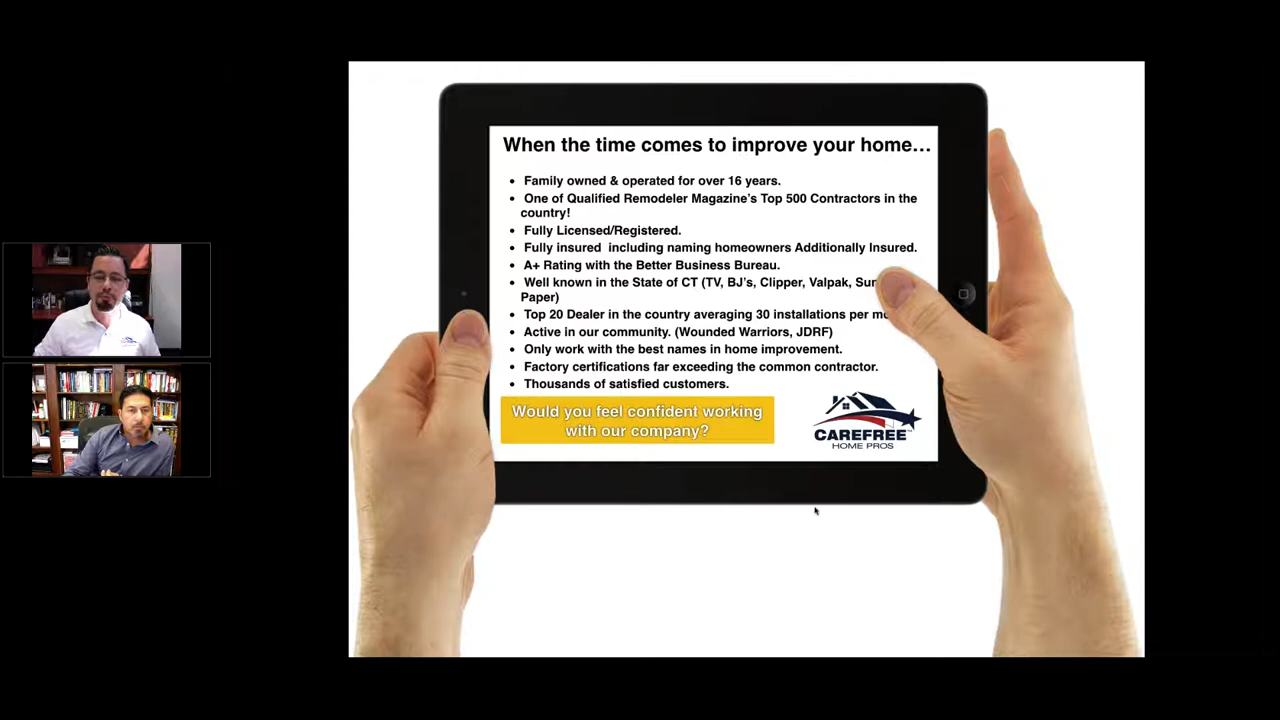 When the time comes to improve your home…
• Family owned & operated for over 16 years.
• One of Qualified Remodeler Magazine's Top 500 Contractors in the
country!
• Fully Licensed/Registered.
• Fully insured including naming homeowners Additionally Insured.
• A+ Rating with the Better Business Bureau.
• Well known in the State of CT (TV, BJ's, Clipper, Valpak,
Paper)
• Top 20 Dealer in the country averaging 30 installations per
• Active in our community. (Wounded Warriors, JDRF)
• Only work with the best names in home improvement.
• Factory certifications far exceeding the common contractor.
• Thousands of satisfied customers.
Would you feel confident working
with our company?
CAREFREE
HOME PROS